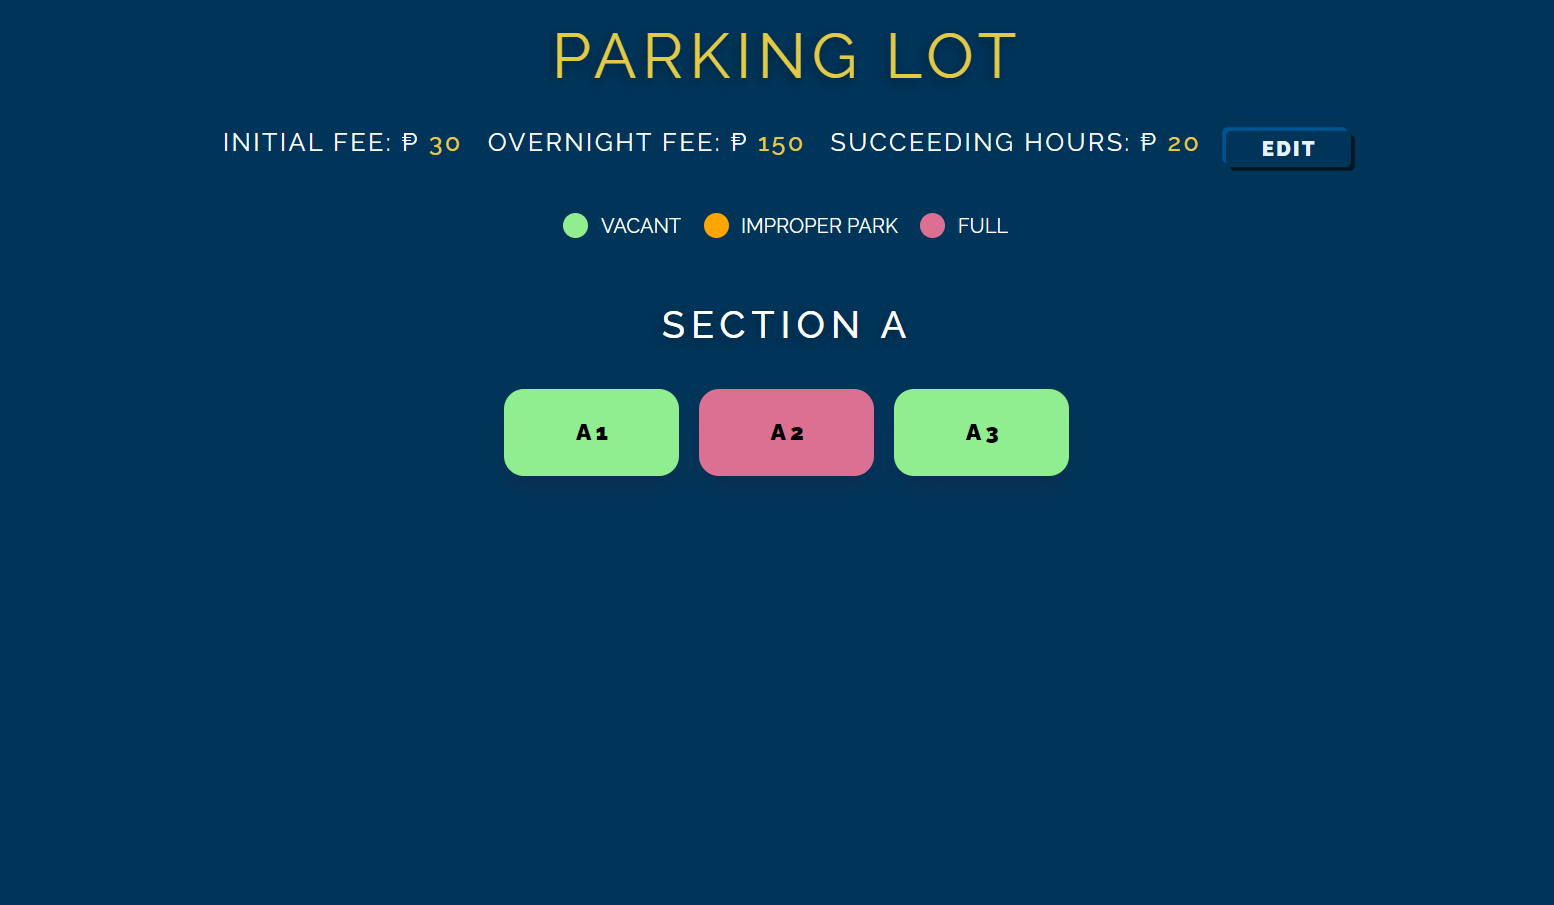 PARKING LOT
INITIAL FEE: ₱ 30 OVERNIGHT FEE: ₱ 150 SUCCEEDING HOURS: ₱ 20 EDIT
VACANT IMPROPER PARK FULL
SECTION A
A1 A2 A3